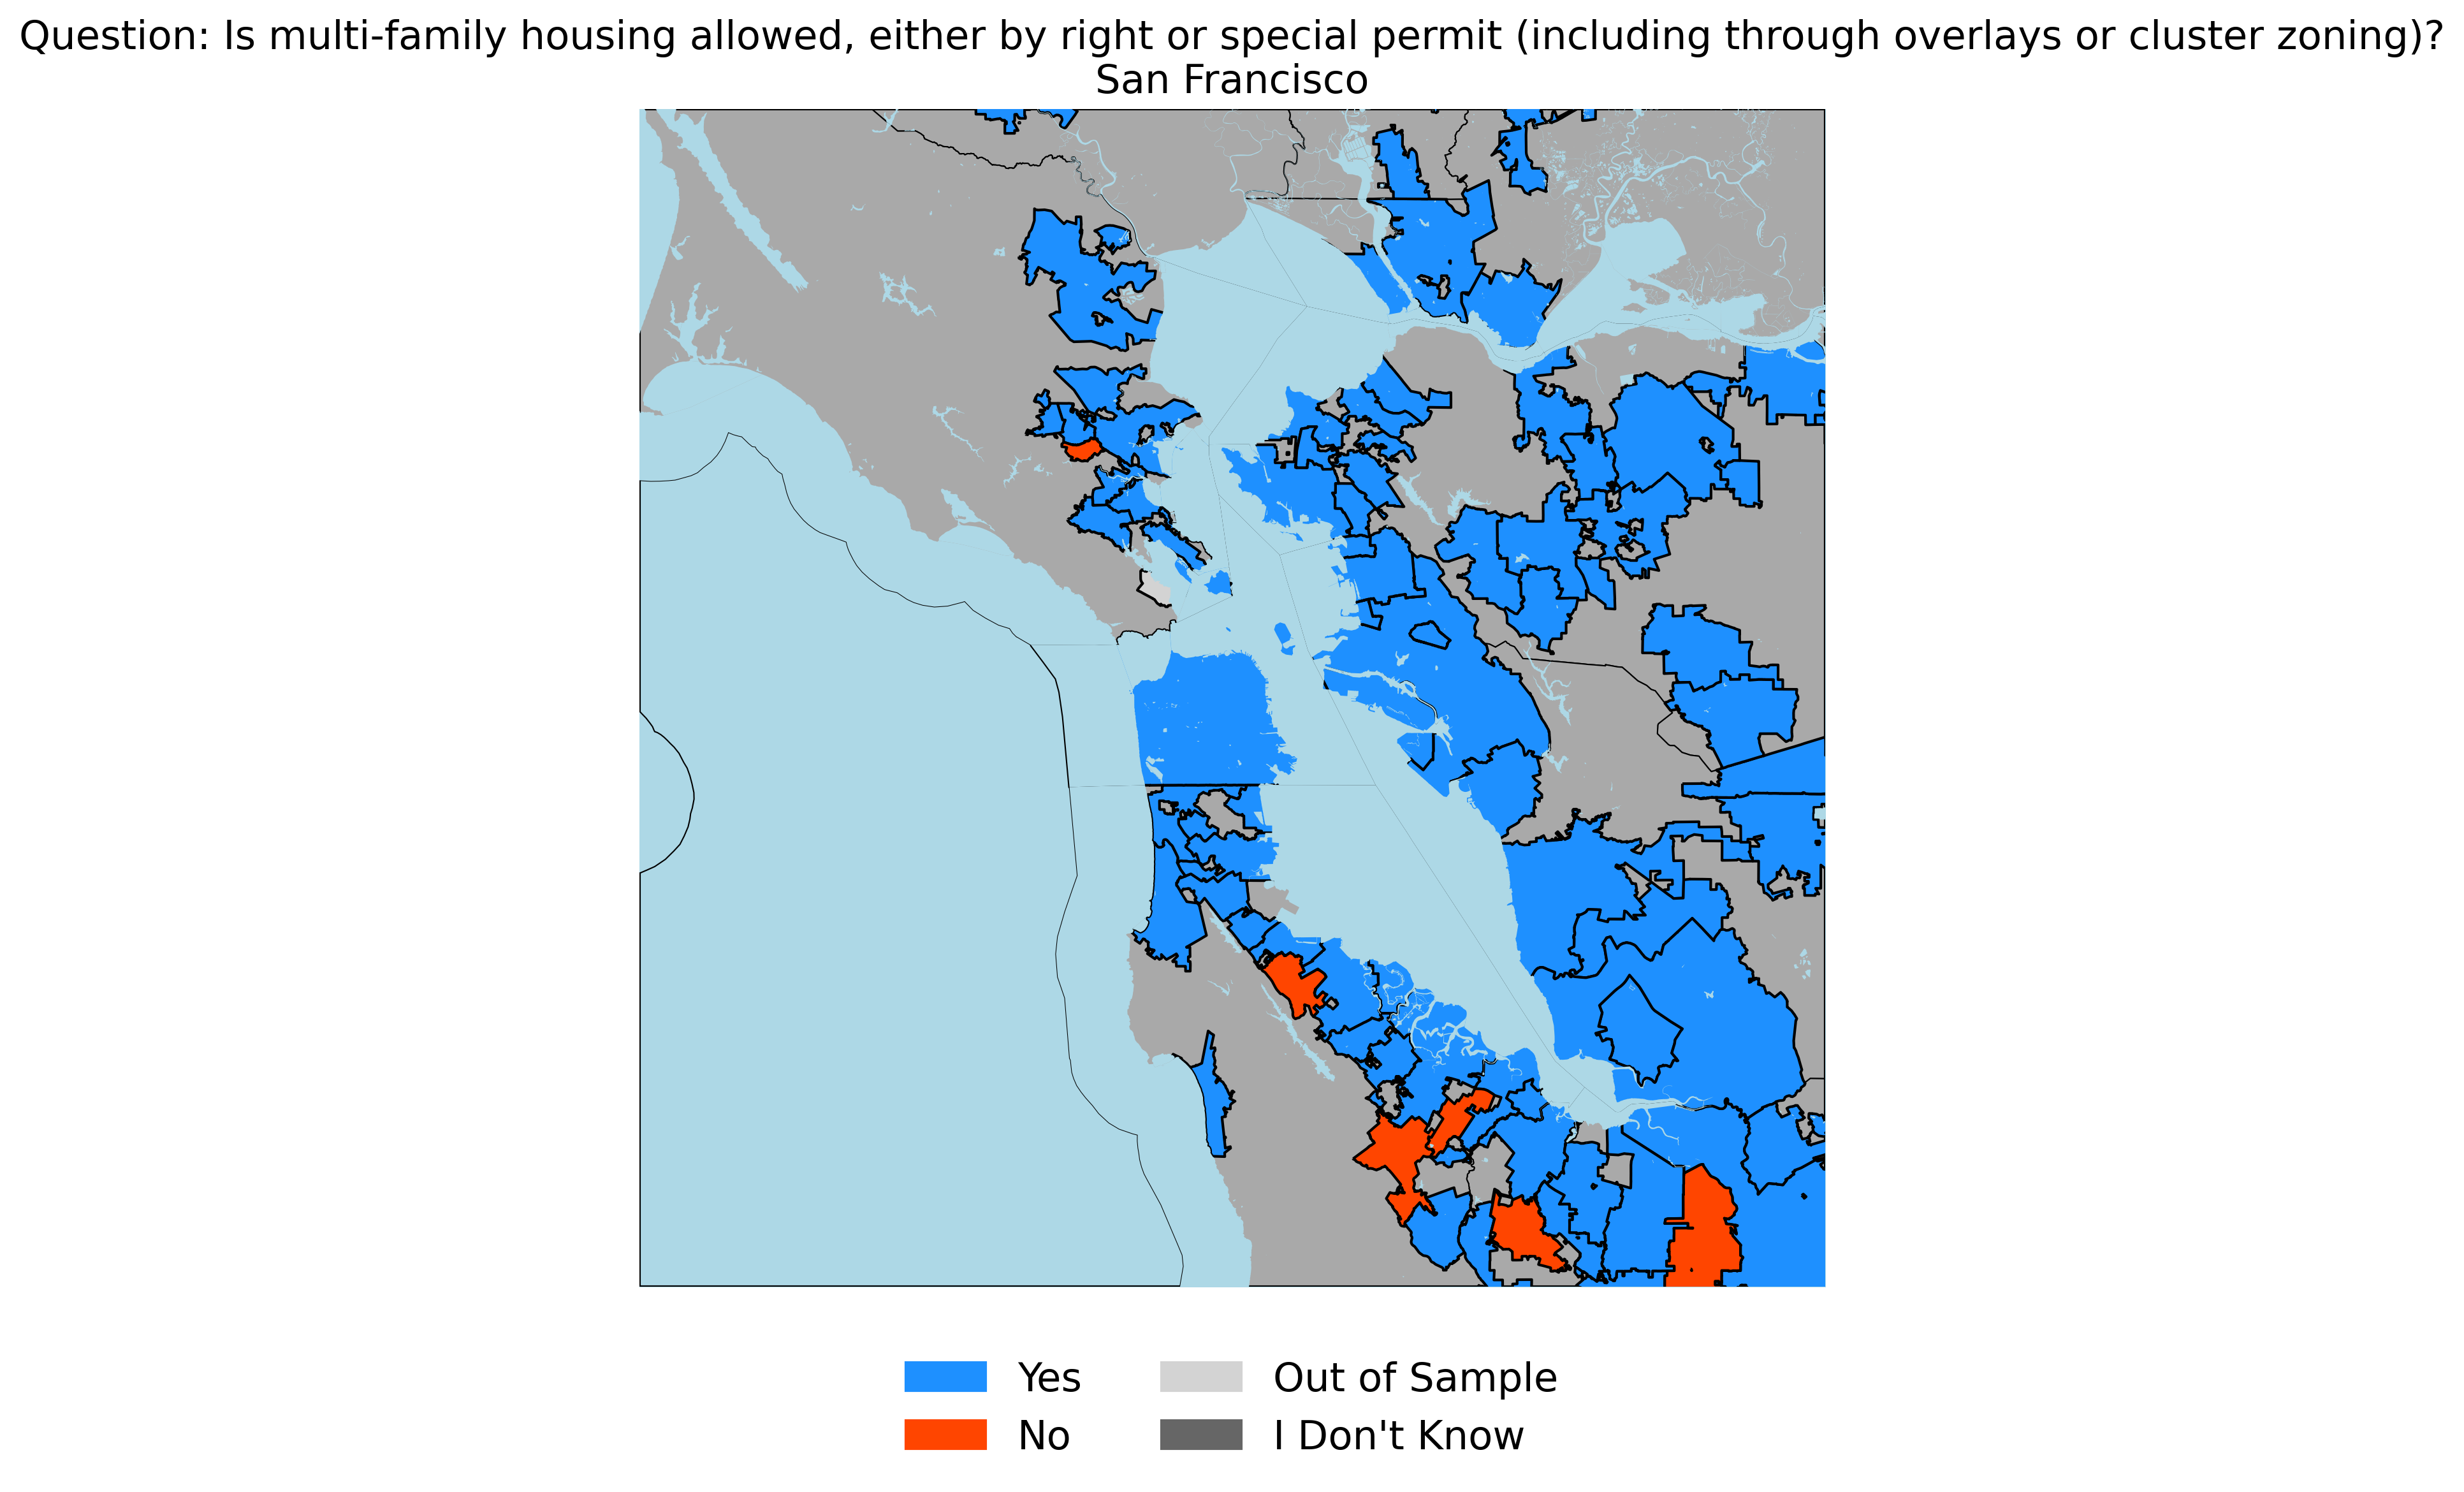 Question: Is multi-family housing allowed, either by right or special permit (including through overlays or cluster zoning)?
San Francisco
Yes
No
Out of Sample
I Don't Know